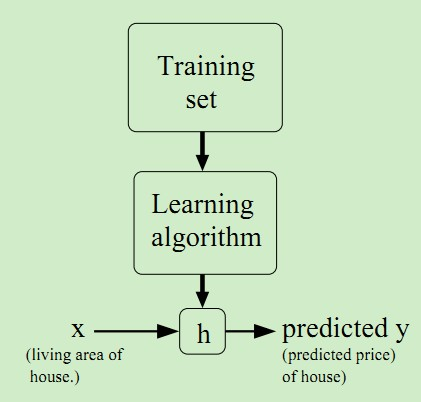 Training
set
Learning
algorithm
x
h
predicted y
(living area of
house.)
(predicted price)
of house)